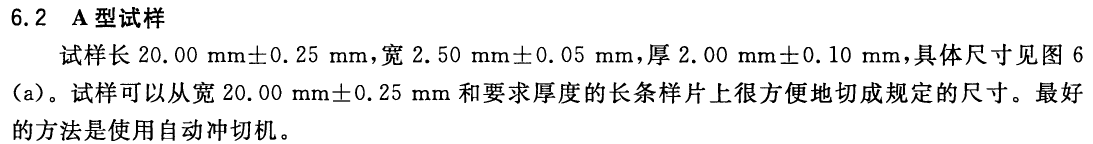 6.2 A 型试样
试样长 20.00 mm±0.25 mm,宽 2.50 mm±0.05 mm,厚 2.00 mm±0.10 mm,具体尺寸见图 6
(a)。试样可以从宽 20.00 mm±0.25 mm 和要求厚度的长条样片上很方便地切成规定的尺寸。最好
的方法是使用自动冲切机。